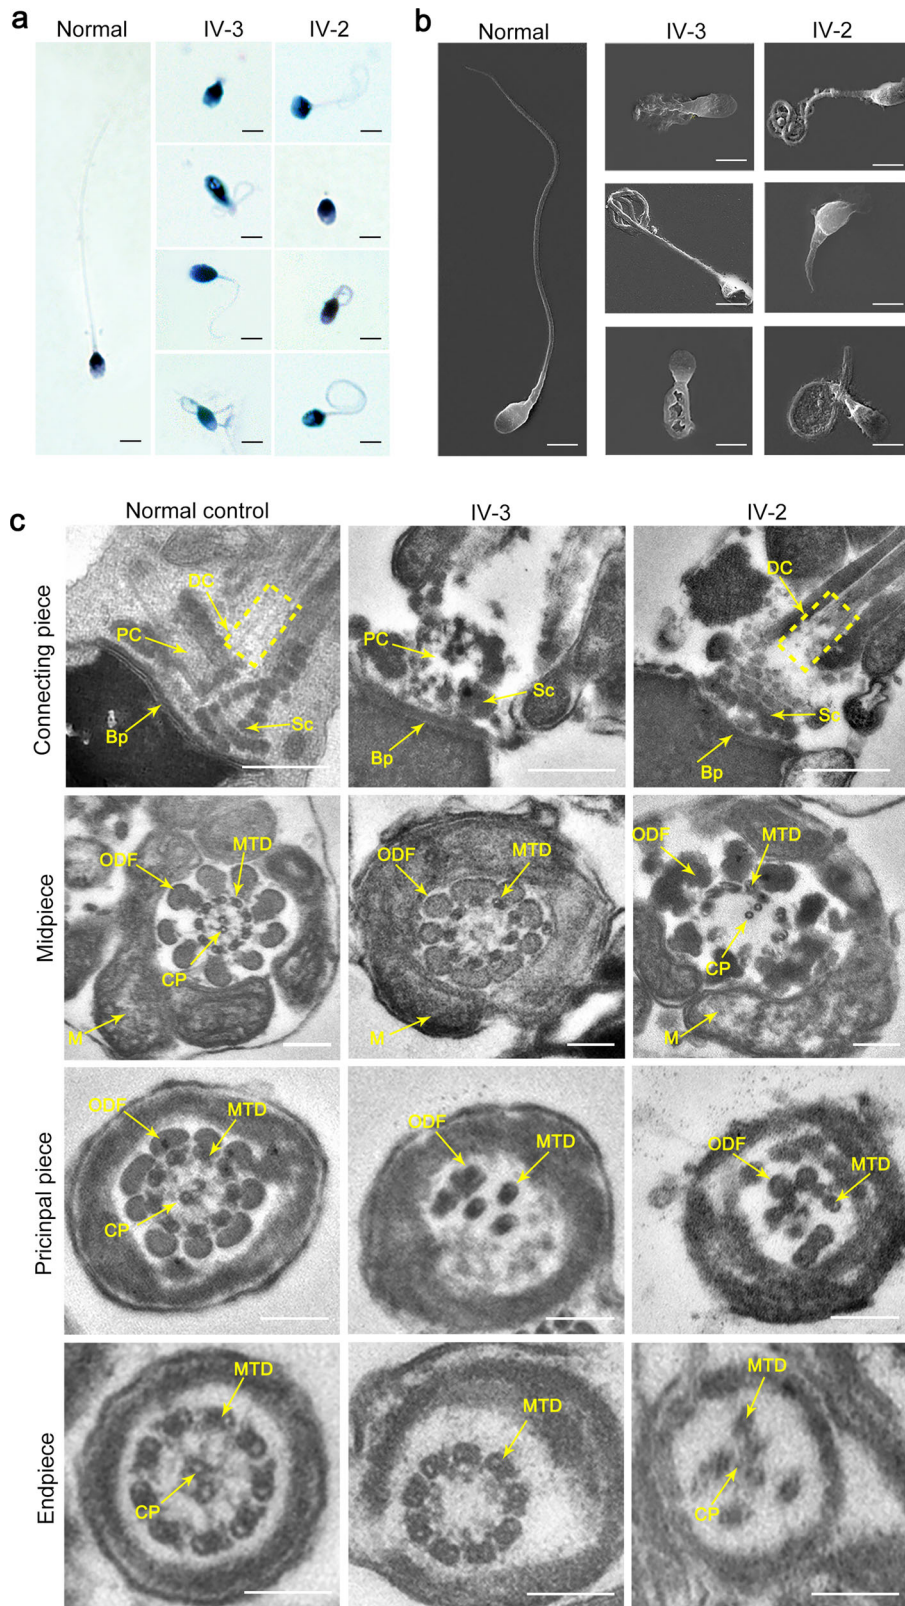 a
Normal
IV-3
IV-2
b
Normal
IV-3
IV-2
c
Normal control
IV-3
IV-2
Connecting piece
DC
PC
Bp
Sc
PC
Sc
Bp
DC
Sc
Bp
Midpiece
ODF
MTD
CP
M
ODF
MTD
M
ODF
MTD
CP
M
Pricinpal piece
ODF
MTD
CP
ODF
MTD
ODF
MTD
Endpiece
MTD
CP
MTD
MTD
CP